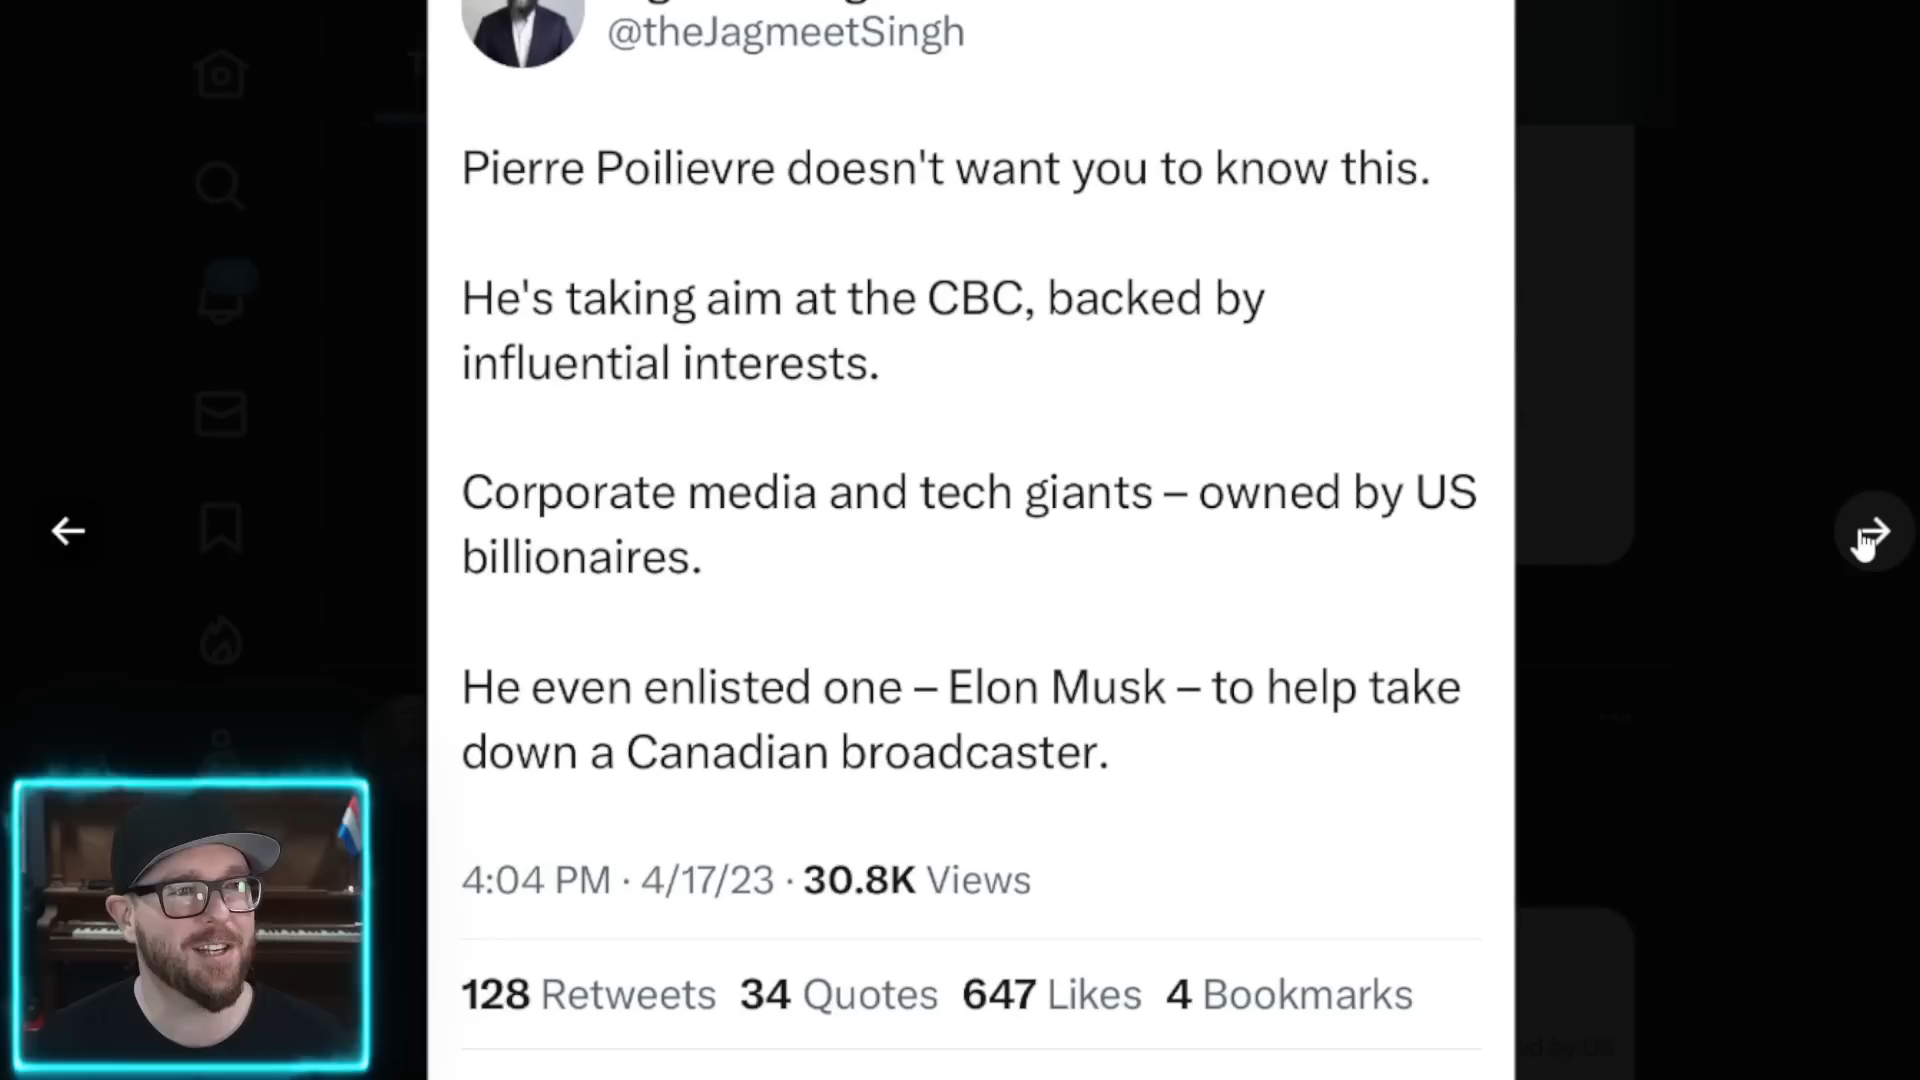 @theJagmeetSingh
Pierre Poilievre doesn't want you to know this.
He's taking aim at the CBC, backed by
influential interests.
Corporate media and tech giants – owned by US
billionaires.
He even enlisted one – Elon Musk – to help take
down a Canadian broadcaster.
4:04 PM · 4/17/23 · 30.8K Views
128 Retweets 34 Quotes 647 Likes 4 Bookmarks